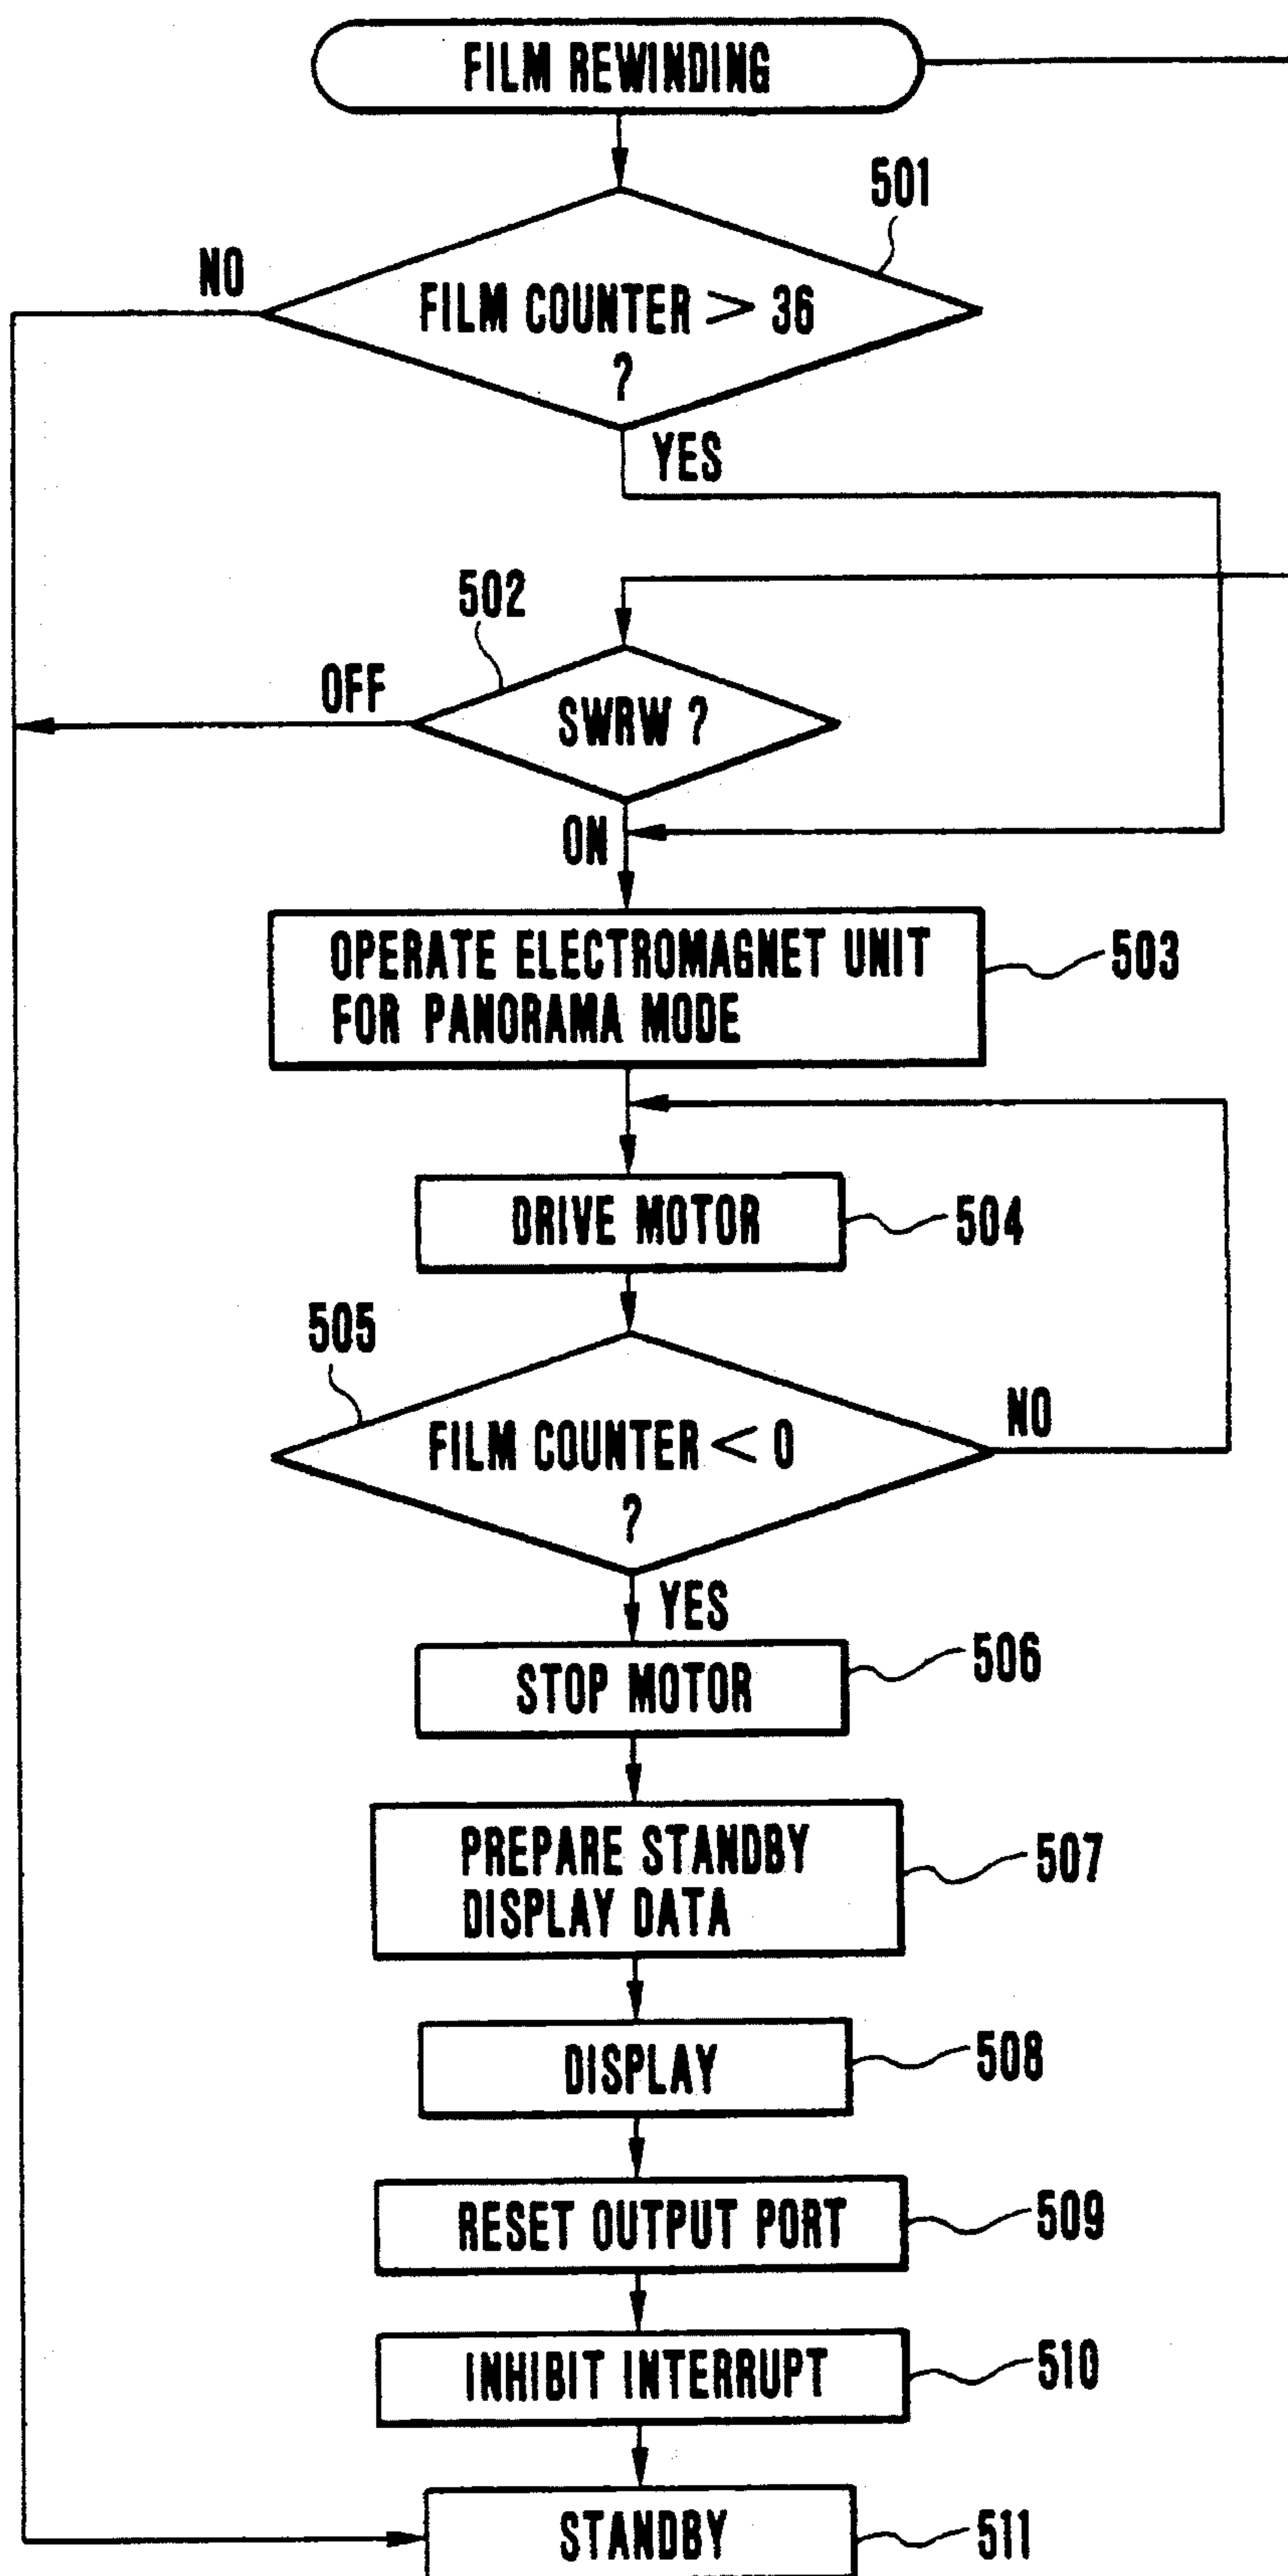 FILM REWINDING
501
NO
FILM COUNTER > 36
?
YES
502
OFF
SWRW ?
ON
OPERATE ELECTROMAGNET UNIT
FOR PANORAMA MODE
503
DRIVE MOTOR
504
505
FILM COUNTER < 0
?
NO
YES
STOP MOTOR
506
PREPARE STANDBY
DISPLAY DATA
507
DISPLAY
508
RESET OUTPUT PORT
509
INHIBIT INTERRUPT
510
STANDBY
511